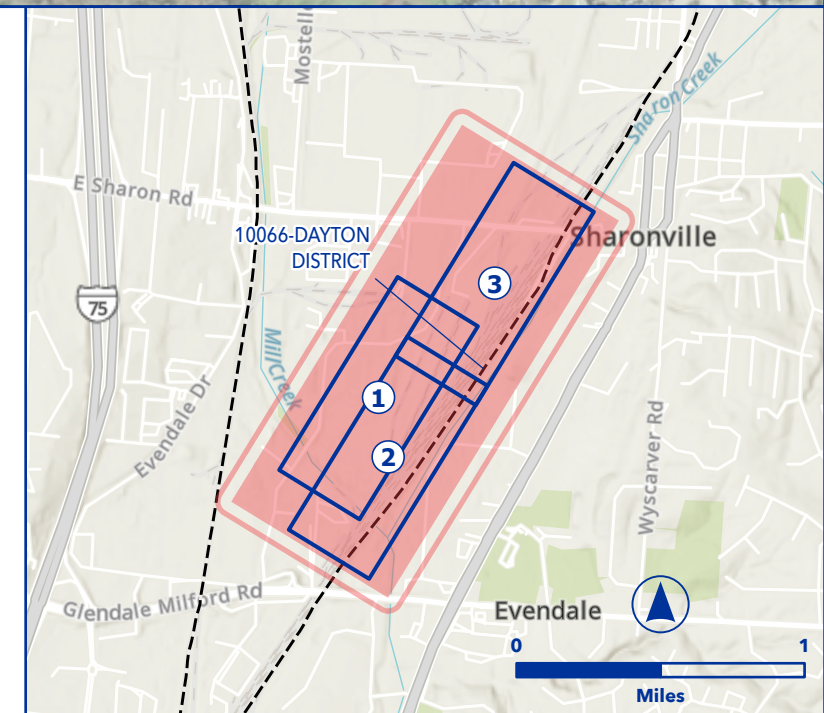 Mostell
Sharon Creek
E Sharon Rd
10066-DAYTON
DISTRICT
Sharonville
3
75
Mill Creek
1
Evendale Dr
2
Wyscarver Rd
Glendale Milford Rd
Evendale
0 1
Miles